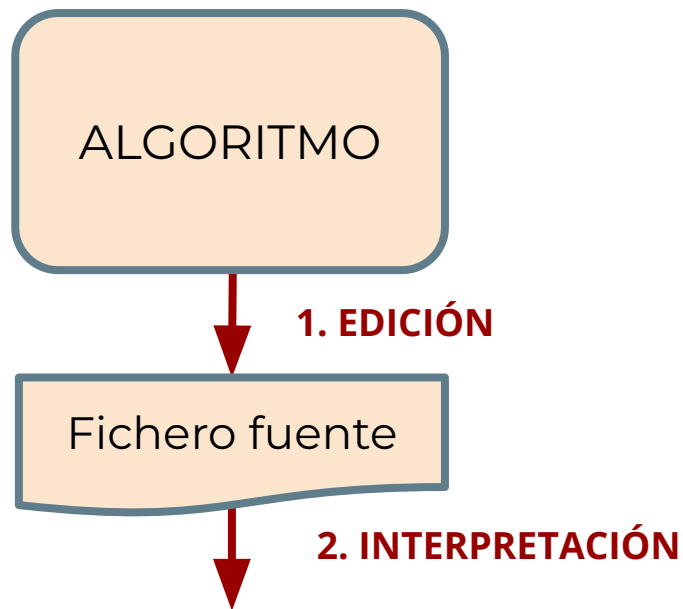 ALGORITMO
1. EDICIÓN
Fichero fuente
2. INTERPRETACIÓN